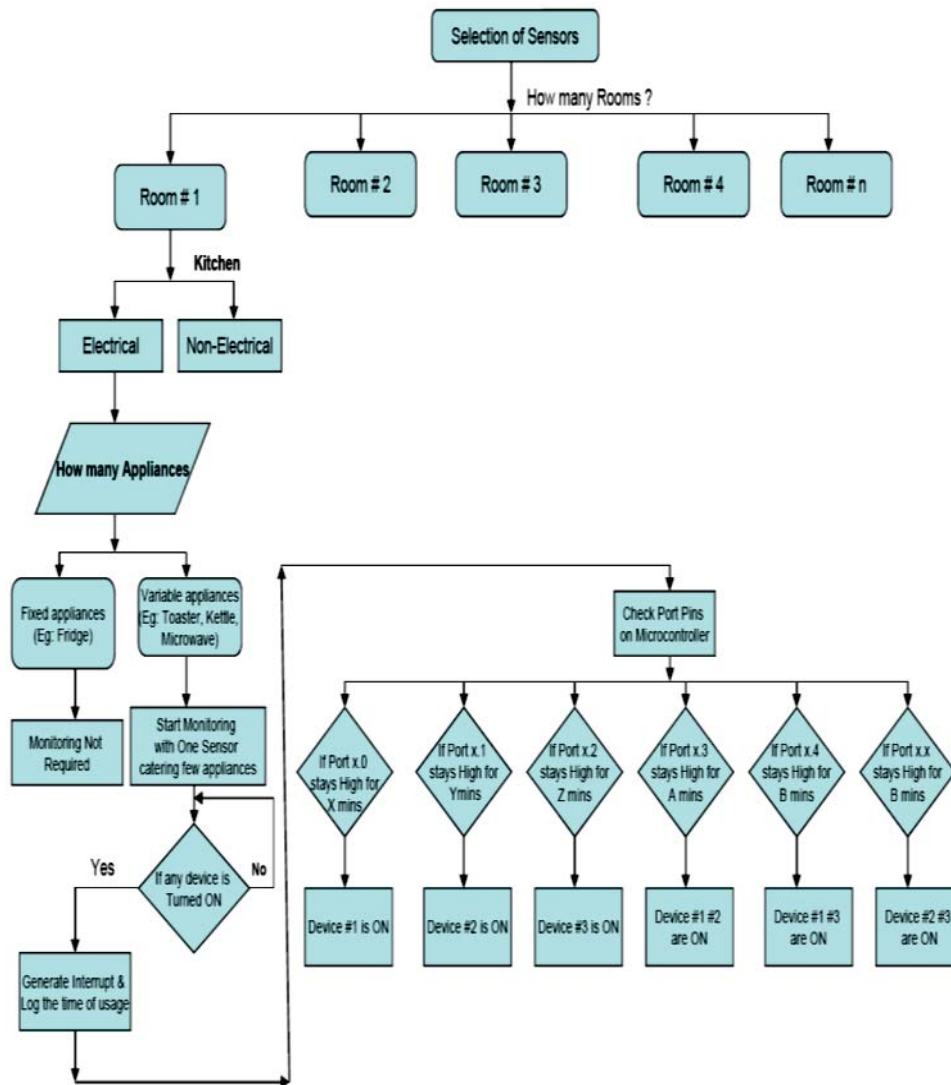 Selection of Sensors
How many Rooms ?
Room # 1
Room # 2
Room # 3
Room # 4
Room # n
Kitchen
Electrical
Non-Electrical
How many Appliances
Fixed appliances
(Eg: Fridge)
Variable appliances
(Eg: Toaster, Kettle,
Microwave)
Monitoring Not
Required
Start Monitoring
with One Sensor
catering few appliances
If any device is
Turned ON
Yes
No
Generate Interrupt &
Log the time of usage
Check Port Pins
on Microcontroller
If Port x.0
stays High for
X mins
If Port x.1
stays High for
Ymins
If Port x.2
stays High for
Z mins
If Port x.3
stays High for
A mins
If Port x.4
stays High for
B mins
If Port x.x
stays High for
B mins
Device #1 is ON
Device #2 is ON
Device #3 is ON
Device #1 #2
are ON
Device #1 #3
are ON
Device #2 #3
are ON